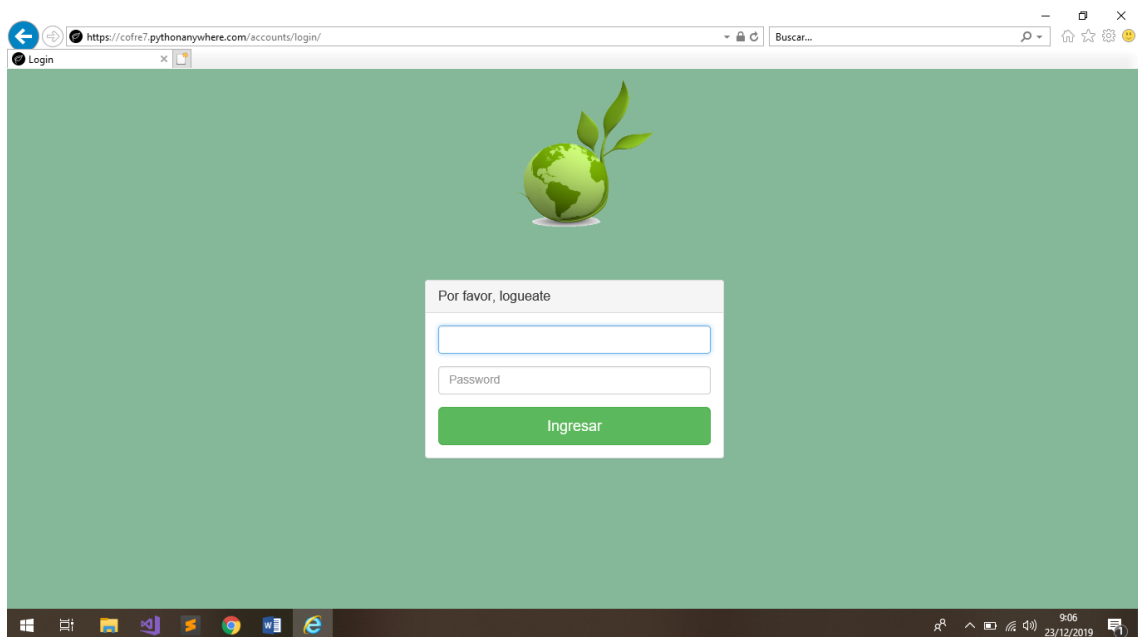 https://cofre7.pythonanywhere.com/accounts/login/
Buscar...
Login
Por favor, logueate
Password
Ingresar
9:06
23/12/2019